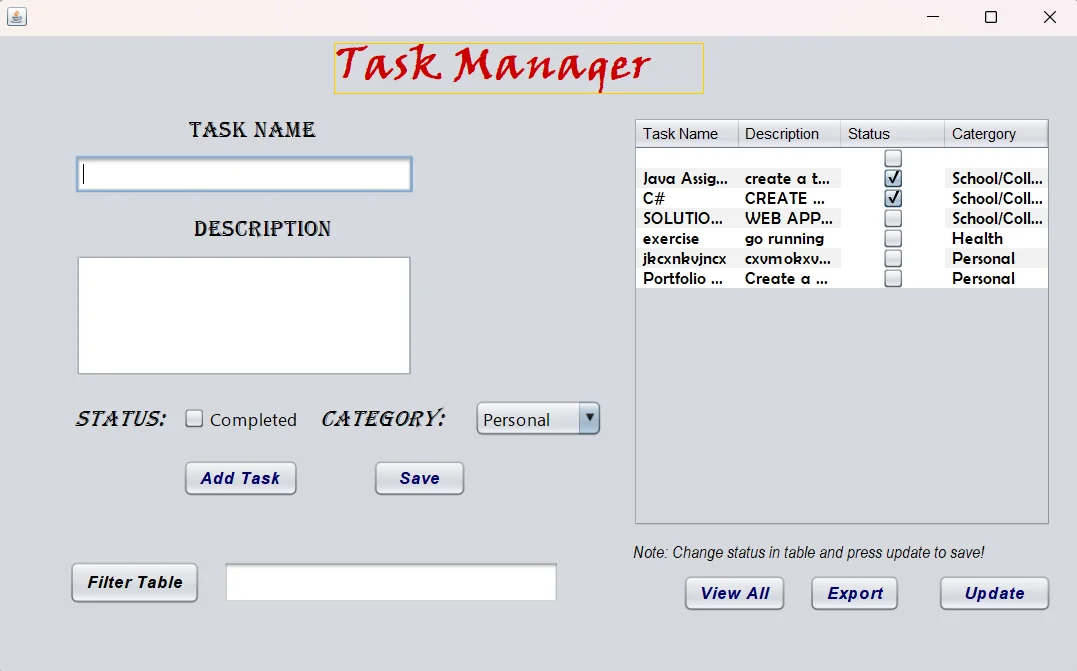 Task Manager
TASK NAME
DESCRIPTION
STATUS: Completed CATEGORY: Personal
Add Task Save
Filter Table
Task Name Description Status Catergory
Java Assig... create a t... School/Coll...
C# CREATE ... School/Coll...
SOLUTIO... WEB APP... School/Coll...
exercise go running Health
jkcxnkvjncx cxvmokxv... Personal
Portfolio ... Create a ... Personal
Note: Change status in table and press update to save!
View All Export Update